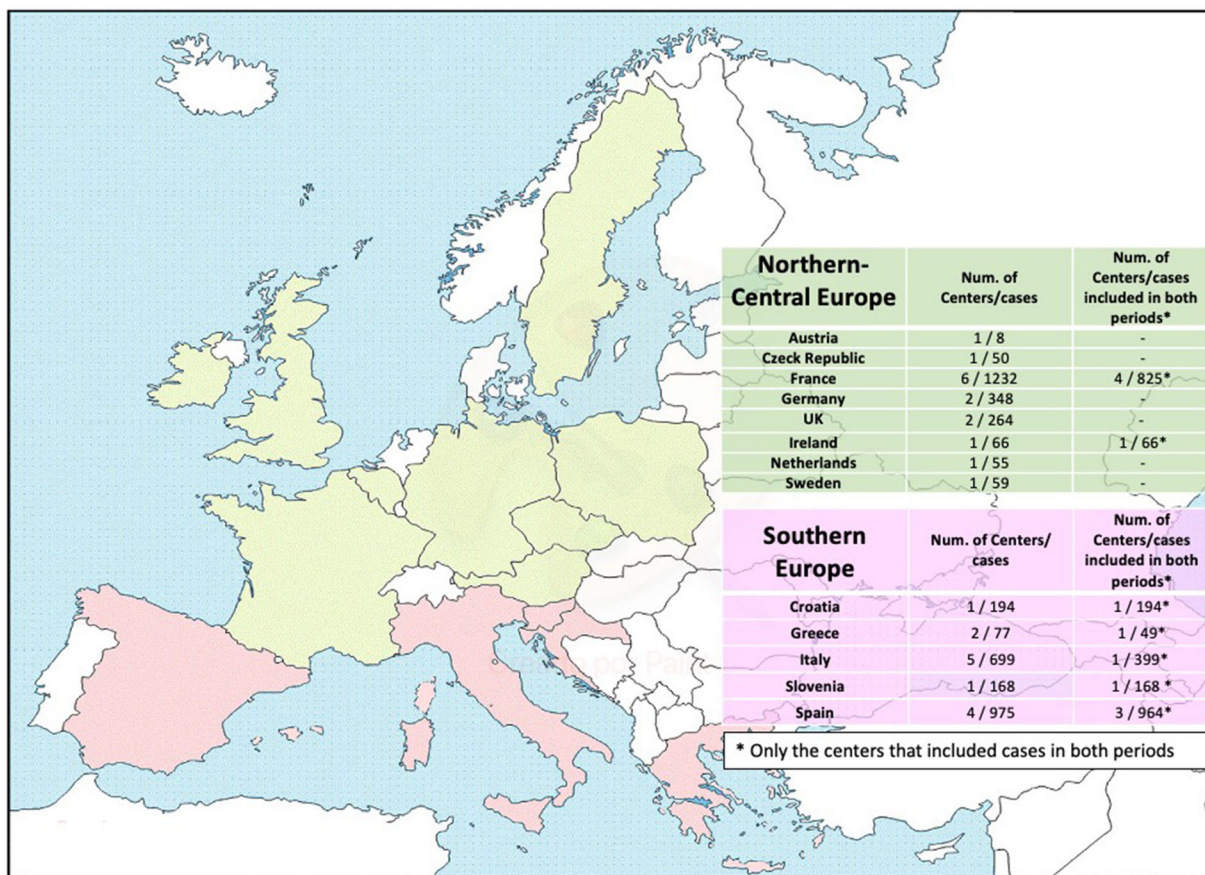 Northern-
Central Europe
Num. of
Centers/cases
Num. of
Centers/cases
included in both
periods*
Austria 1 / 8 -
Czeck Republic 1 / 50 -
France 6 / 1232 4 / 825*
Germany 2 / 348 -
UK 2 / 264 -
Ireland 1 / 66 1 / 66*
Netherlands 1 / 55 -
Sweden 1 / 59 -
Southern
Europe
Num. of Centers/
cases
Num. of
Centers/cases
included in both
periods*
Croatia 1 / 194 1 / 194*
Greece 2 / 77 1 / 49*
Italy 5 / 699 1 / 399*
Slovenia 1 / 168 1 / 168 *
Spain 4 / 975 3 / 964*
* Only the centers that included cases in both periods